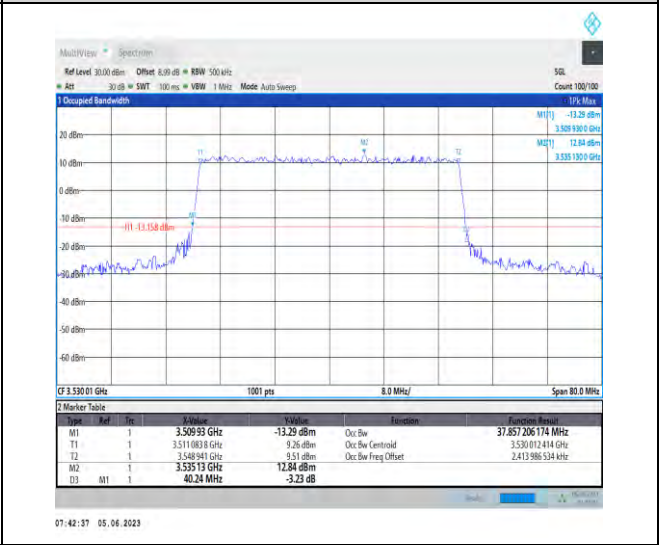 MultiView Spectrum
Ref Level 30.00 dBm Offset 8.99 dB RBW 500 kHz SGL
Att 30 dB SWT 100 ms VBW 1 MHz Mode Auto Sweep Count 100/100
1 Occupied Bandwidth 1Pk Max
M1[1] -13.29 dBm
3.509 930 0 GHz
M2[1] 12.84 dBm
3.535 130 0 GHz
20 dBm
M2
T1 T2
10 dBm
0 dBm
-10 dBm
M1
H1 -13.158 dBm
-20 dBm
-30 dBm
-40 dBm
-50 dBm
-60 dBm
CF 3.530 01 GHz 1001 pts 8.0 MHz/ Span 80.0 MHz
2 Marker Table
Type Ref Trc X-Value Y-Value Function Function Result
M1 1 3.509 93 GHz -13.29 dBm Occ Bw 37.857 206 174 MHz
T1 1 3.511 083 8 GHz 9.26 dBm Occ Bw Centroid 3.530 012 414 GHz
T2 1 3.548 941 GHz 9.51 dBm Occ Bw Freq Offset 2.413 986 534 kHz
M2 1 3.535 13 GHz 12.84 dBm
D3 M1 1 40.24 MHz -3.23 dB
07:42:37 05.06.2023